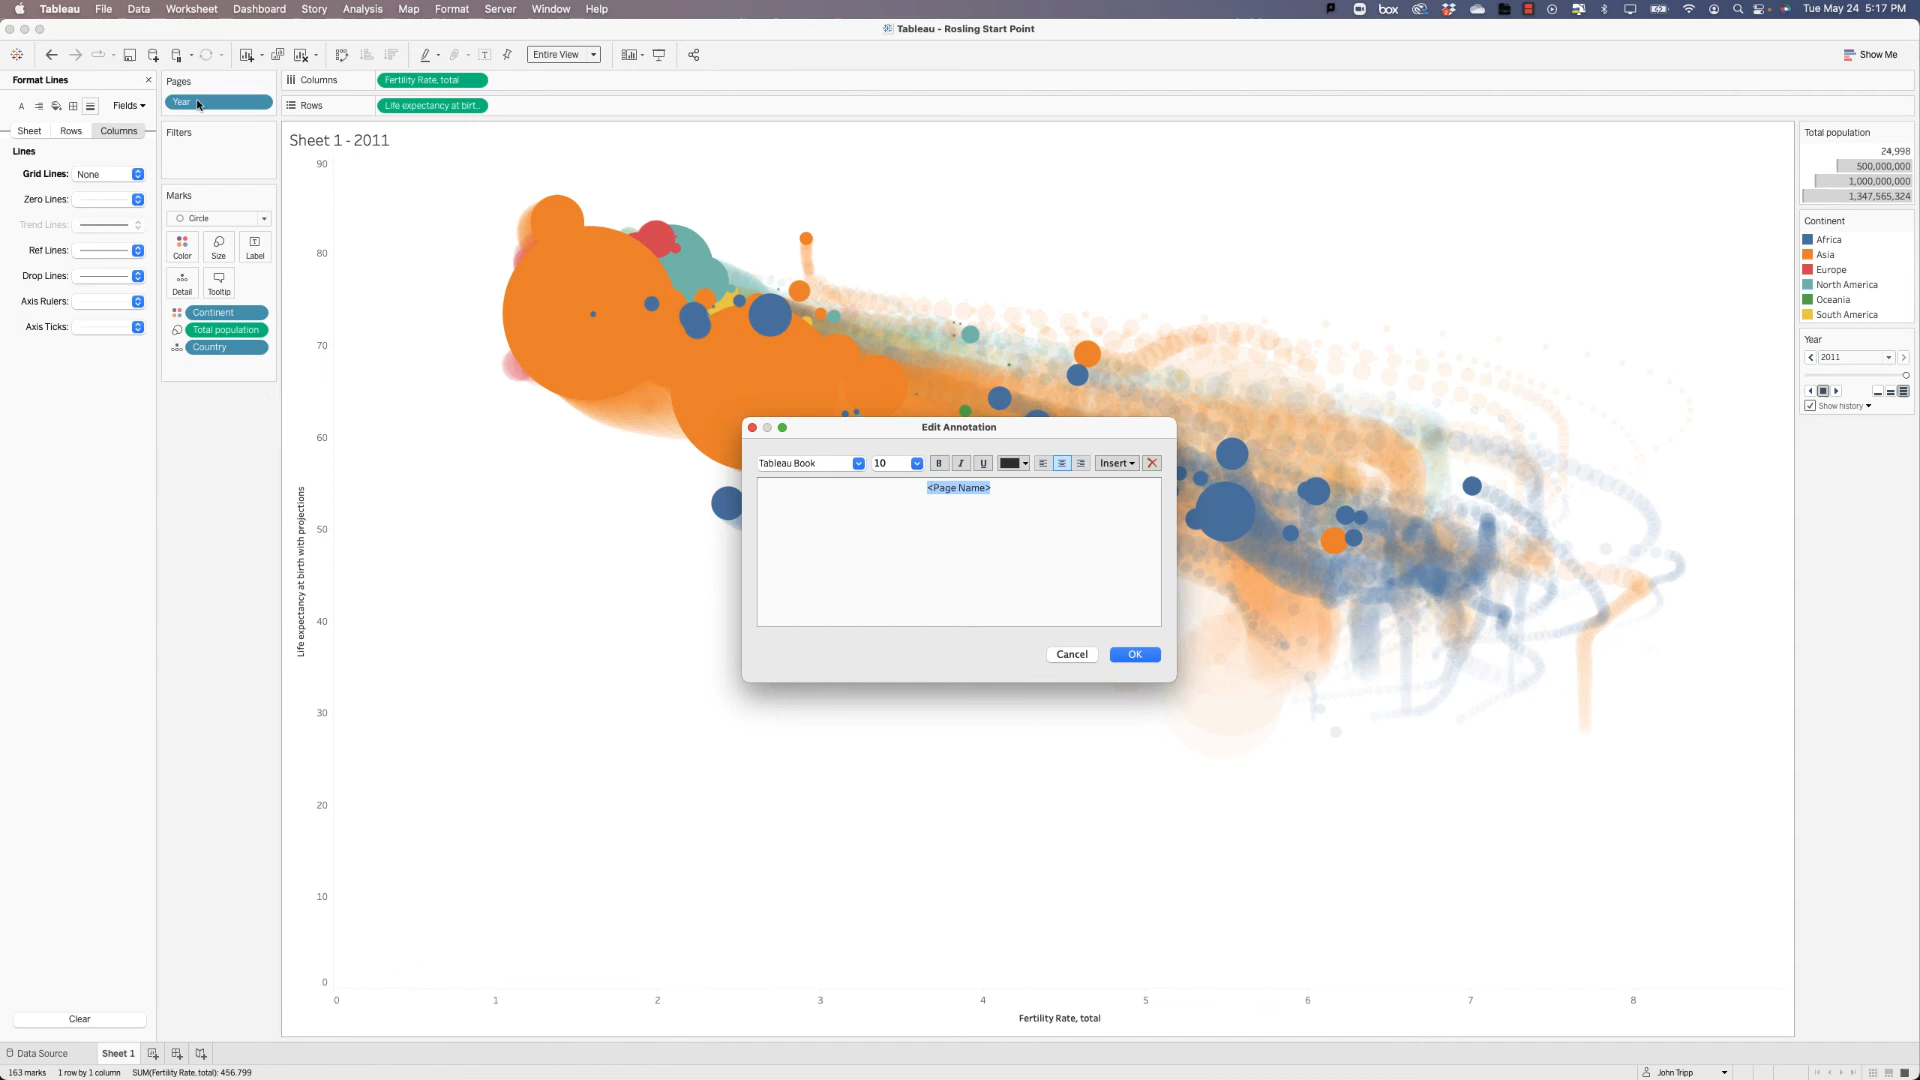 Tableau File Data Worksheet Dashboard Story Analysis Map Format Server Window Help
box Tue May 24 5:17 PM
Tableau - Rosling Start Point
Entire View
Show Me
Format Lines
Pages
Columns
Fertility Rate, total
Fields
Year
Rows
Life expectancy at birt..
Sheet Rows Columns
Filters
Lines
Grid Lines: None
Zero Lines:
Trend Lines:
Ref Lines:
Drop Lines:
Axis Rulers:
Axis Ticks:
Clear
Marks
Circle
Color Size Label
Detail Tooltip
Continent
Total population
Country
Sheet 1 - 2011
90
80
70
60
50
40
30
20
10
0
Life expectancy at birth with projections
0 1 2 3 4 5 6 7 8
Fertility Rate, total
Edit Annotation
Tableau Book 10 B I U Insert
<Page Name>
Cancel OK
Total population
24,998
500,000,000
1,000,000,000
1,347,565,324
Continent
Africa
Asia
Europe
North America
Oceania
South America
Year
2011
Show history
Data Source Sheet 1
163 marks 1 row by 1 column SUM(Fertility Rate, total): 456.799
John Tripp